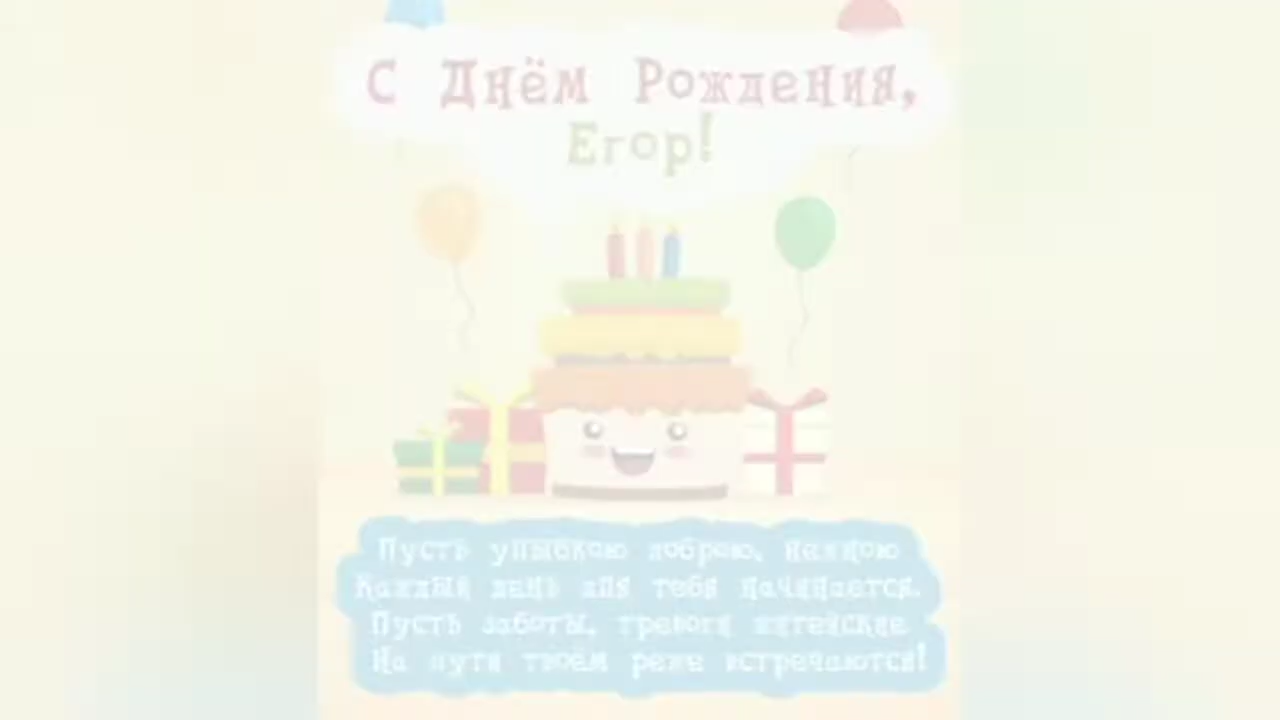 С Днём Рождения,
Егор!
Пусть улыбкою доброю, нежною
Каждый день для тебя начинается.
Пусть заботы, тревоги житейские
На пути твоём реже встречаются!